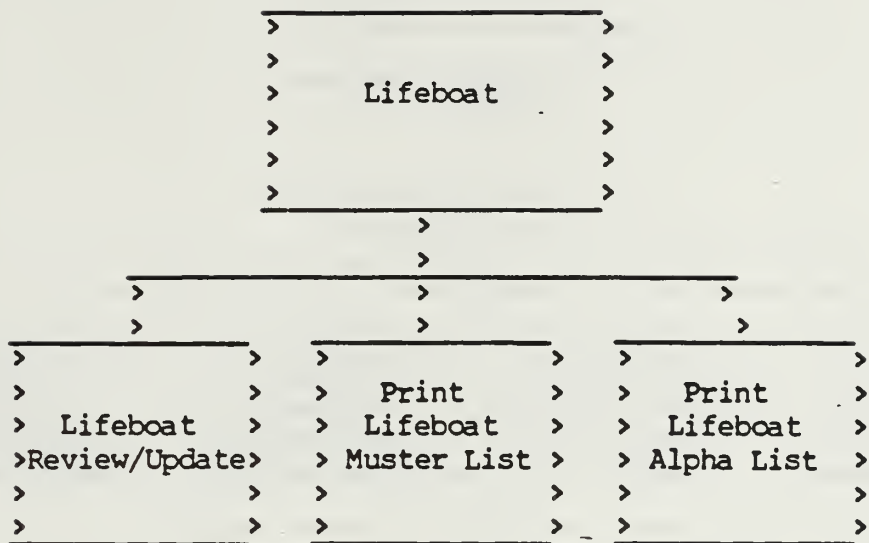 Lifeboat
Lifeboat
Review/Update
Print
Lifeboat
Muster List
Print
Lifeboat
Alpha List